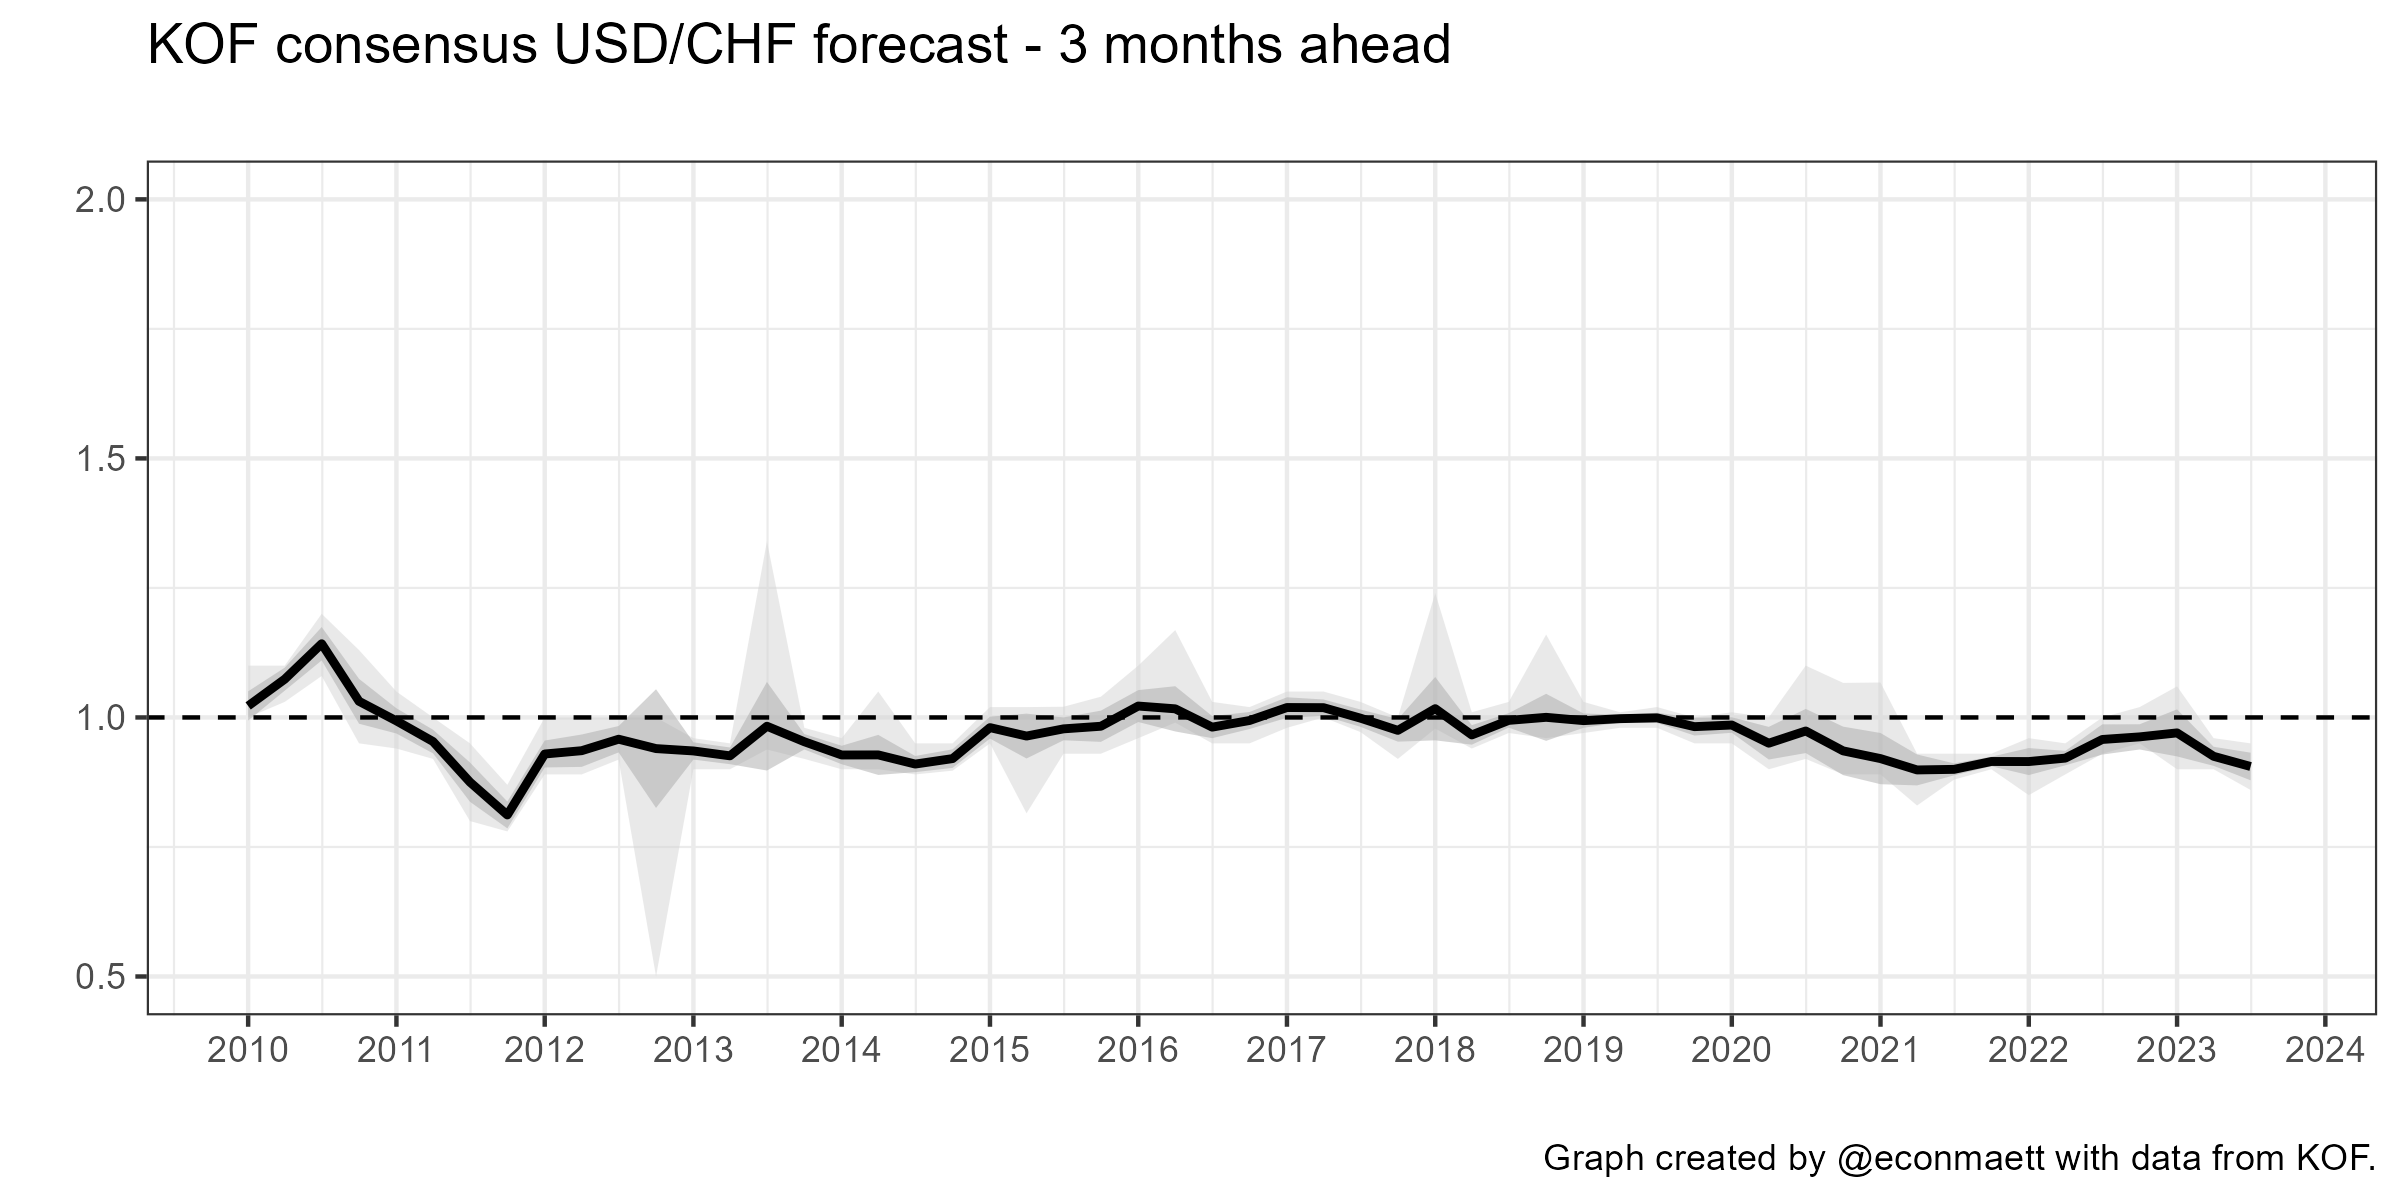 KOF consensus USD/CHF forecast - 3 months ahead
2.0
1.5
1.0
0.5
2010 2011 2012 2013 2014 2015 2016 2017 2018 2019 2020 2021 2022 2023 2024
Graph created by @econmaett with data from KOF.